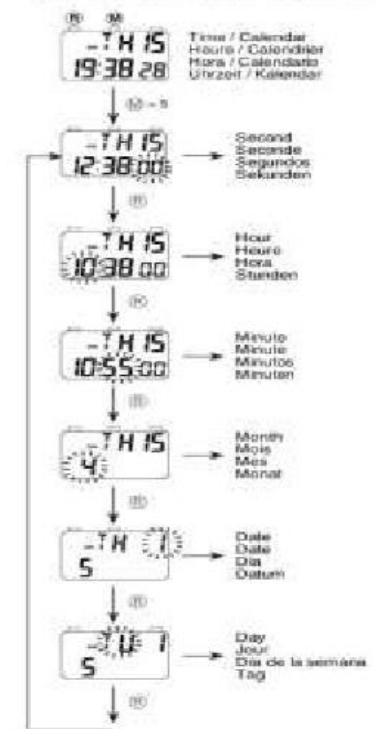 Ⓡ Ⓜ
TH 15
19:38 28
Time / Calendar
Heure / Calendrier
Hora / Calendario
Uhrzeit / Kalendar
Ⓜ - s
TH 15
12:38:00
Second
Seconde
Segundos
Sekunden
Ⓡ
TH 15
10:38 00
Hour
Heure
Hora
Stunden
Ⓡ
TH 15
10:55:00
Minute
Minute
Minutos
Minuten
Ⓡ
TH 15
4
Month
Mois
Mes
Monat
Ⓡ
TH 1
5
Date
Date
Día
Datum
Ⓡ
1
5
Day
Jour
Día de la semana
Tag
Ⓡ